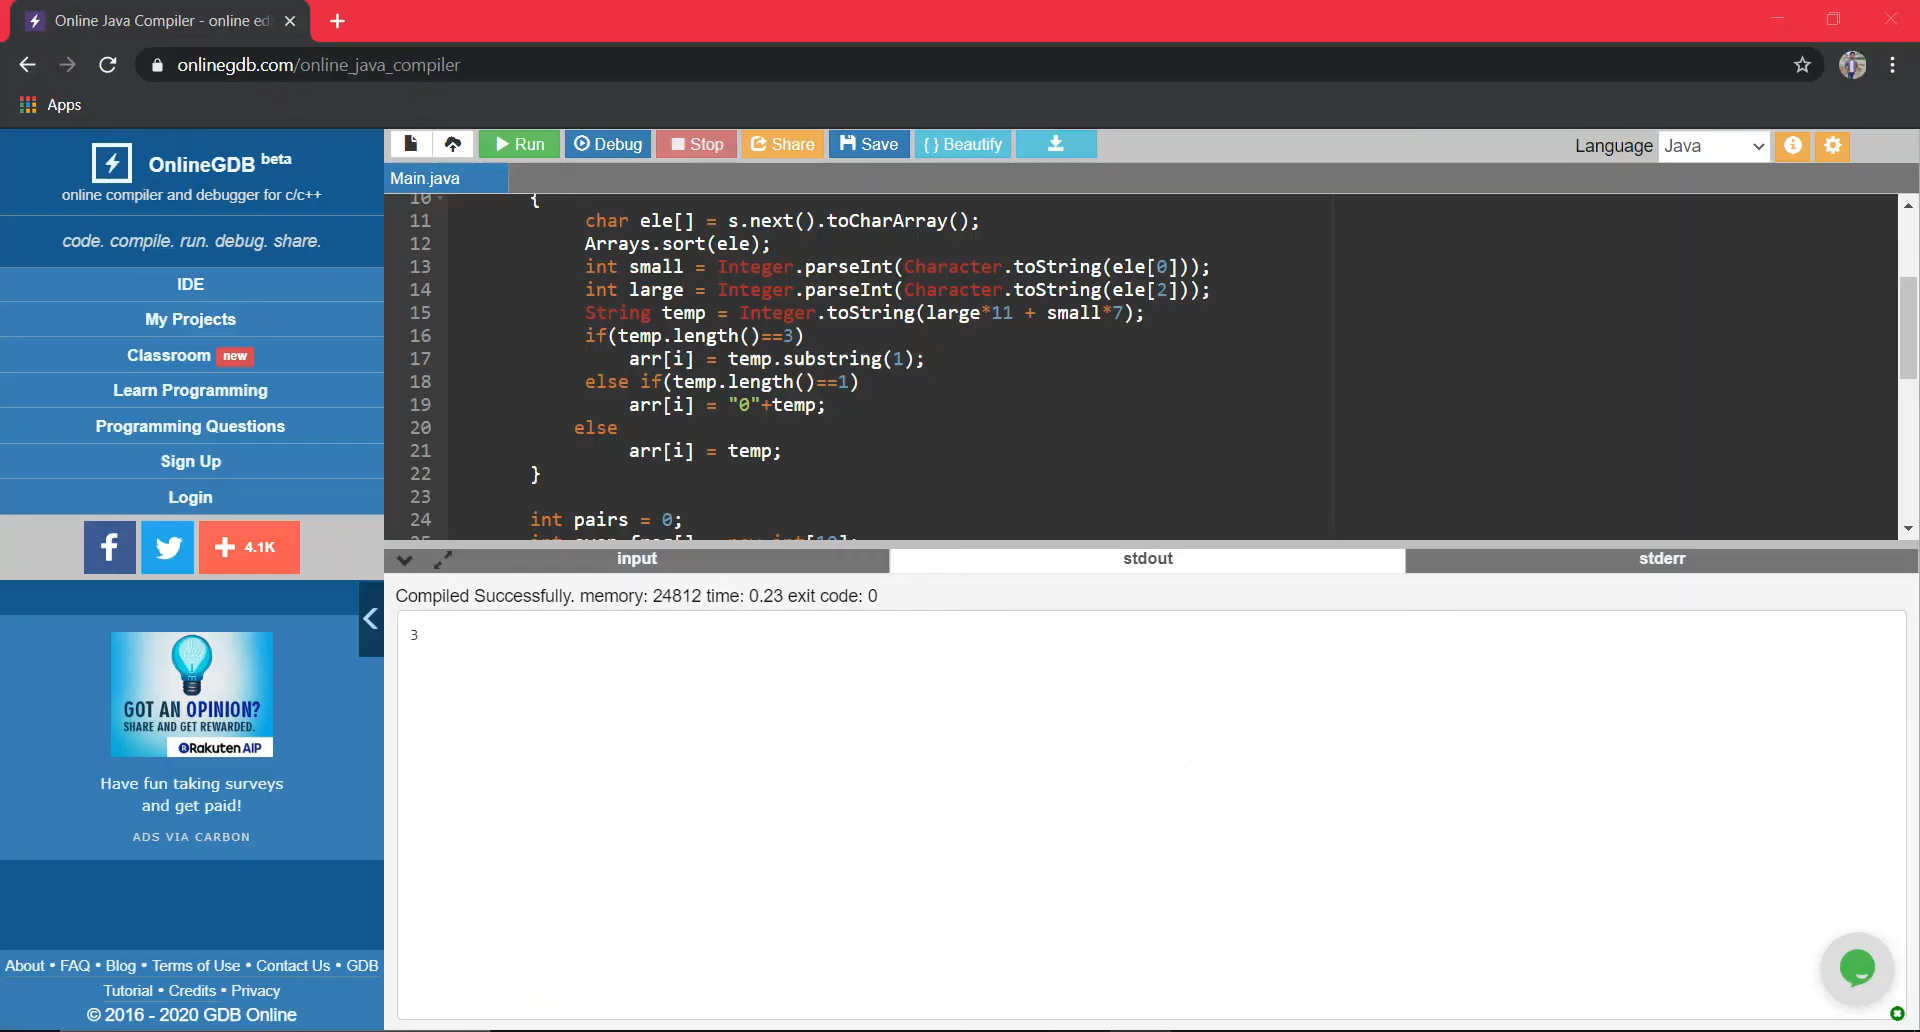 Online Java Compiler - online ed
onlinegdb.com/online_java_compiler
Apps
OnlineGDB beta
online compiler and debugger for c/c++
code. compile. run. debug. share.
IDE
My Projects
Classroom new
Learn Programming
Programming Questions
Sign Up
Login
4.1K
GOT AN OPINION?
SHARE AND GET REWARDED.
Rakuten AIP
Have fun taking surveys
and get paid!
ADS VIA CARBON
About • FAQ • Blog • Terms of Use • Contact Us • GDB
Tutorial • Credits • Privacy
© 2016 - 2020 GDB Online
Run Debug Stop Share Save { } Beautify
Language Java
Main.java
10 {
11 char ele[] = s.next().toCharArray();
12 Arrays.sort(ele);
13 int small = Integer.parseInt(Character.toString(ele[0]));
14 int large = Integer.parseInt(Character.toString(ele[2]));
15 String temp = Integer.toString(large*11 + small*7);
16 if(temp.length()==3)
17 arr[i] = temp.substring(1);
18 else if(temp.length()==1)
19 arr[i] = "0"+temp;
20 else
21 arr[i] = temp;
22 }
23
24 int pairs = 0;
input stdout stderr
Compiled Successfully. memory: 24812 time: 0.23 exit code: 0
3